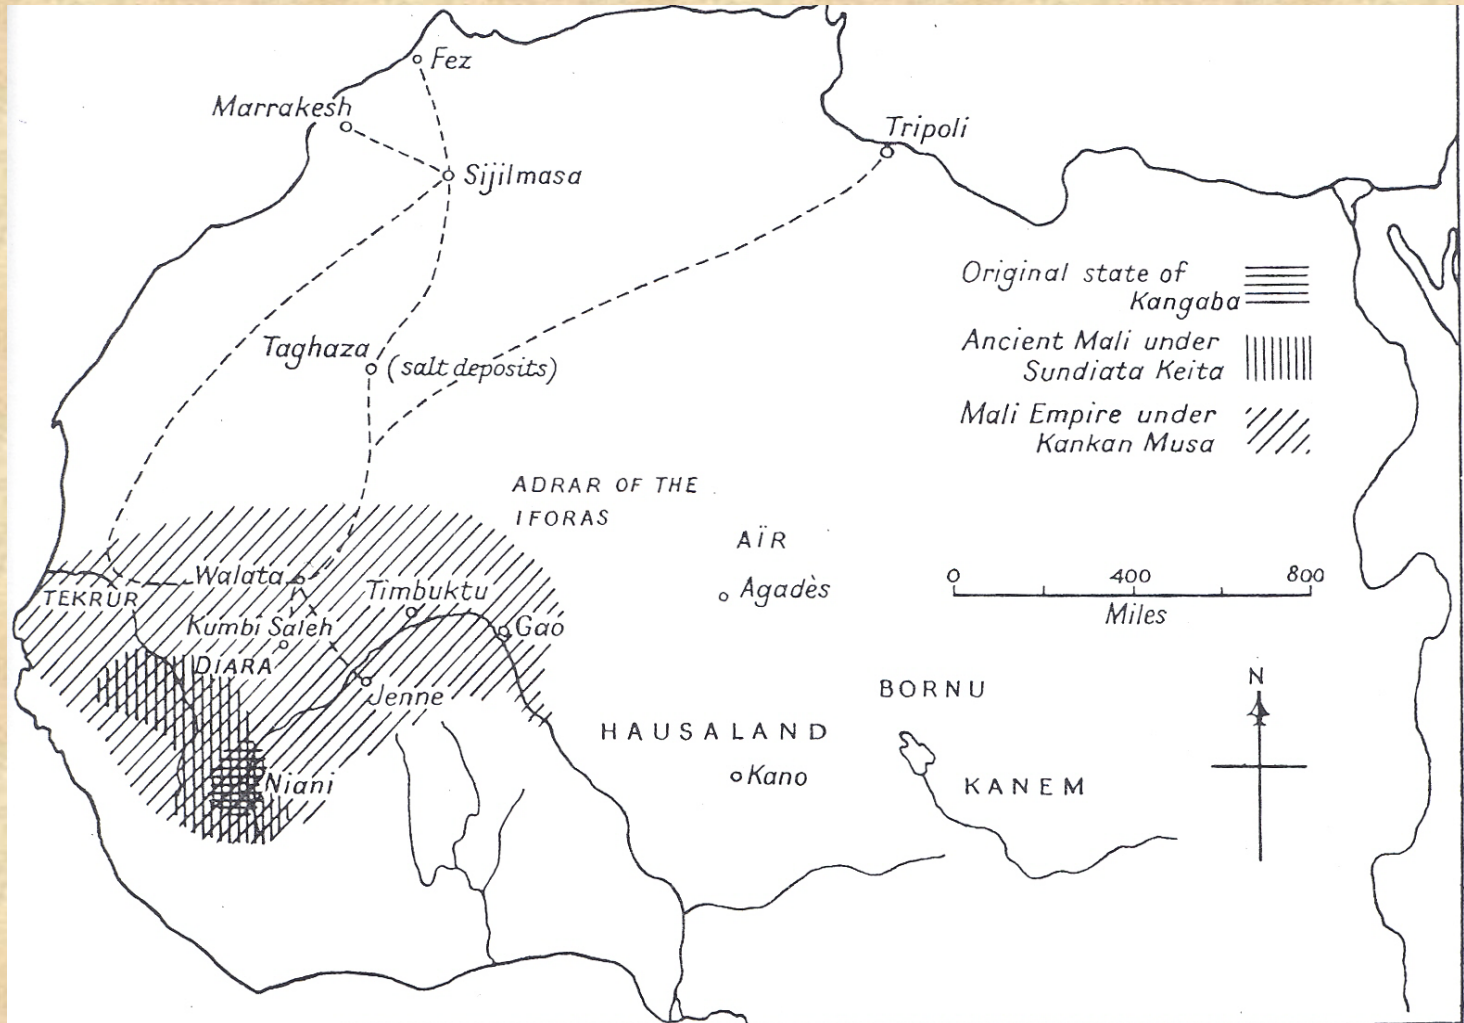 Fez
Marrakesh
Tripoli
Sijilmasa
Original state of
Kangaba
Ancient Mali under
Sundiata Keita
Taghaza
(salt deposits)
Mali Empire under
Kankan Musa
ADRAR OF THE
IFORAS
AÏR
Walata
Timbuktu
Agadès
0 400 800
Miles
TEKRUR
Kumbi Saleh
Gao
DIARA
Jenne
N
BORNU
HAUSALAND
Niani
Kano
KANEM